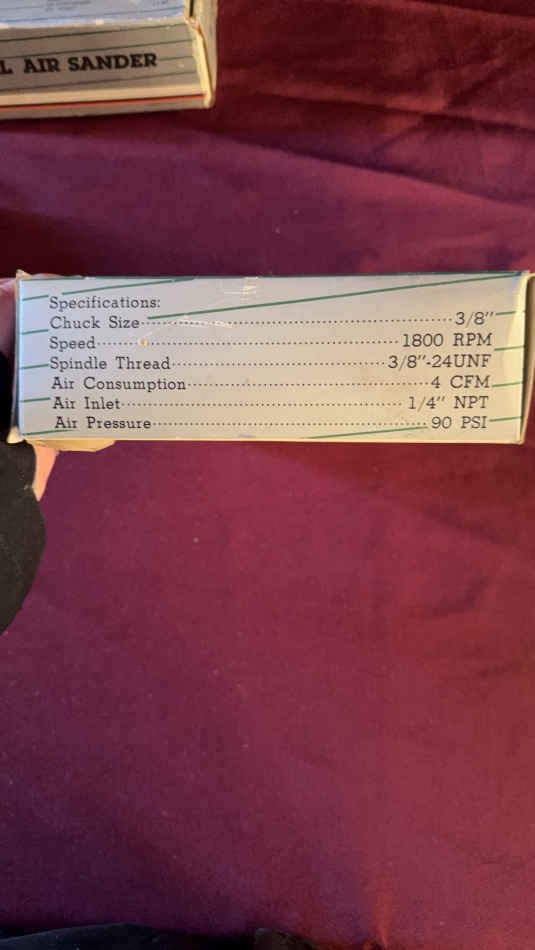 L AIR SANDER
Specifications:
Chuck Size 3/8"
Speed 1800 RPM
Spindle Thread 3/8"-24UNF
Air Consumption 4 CFM
Air Inlet 1/4" NPT
Air Pressure 90 PSI